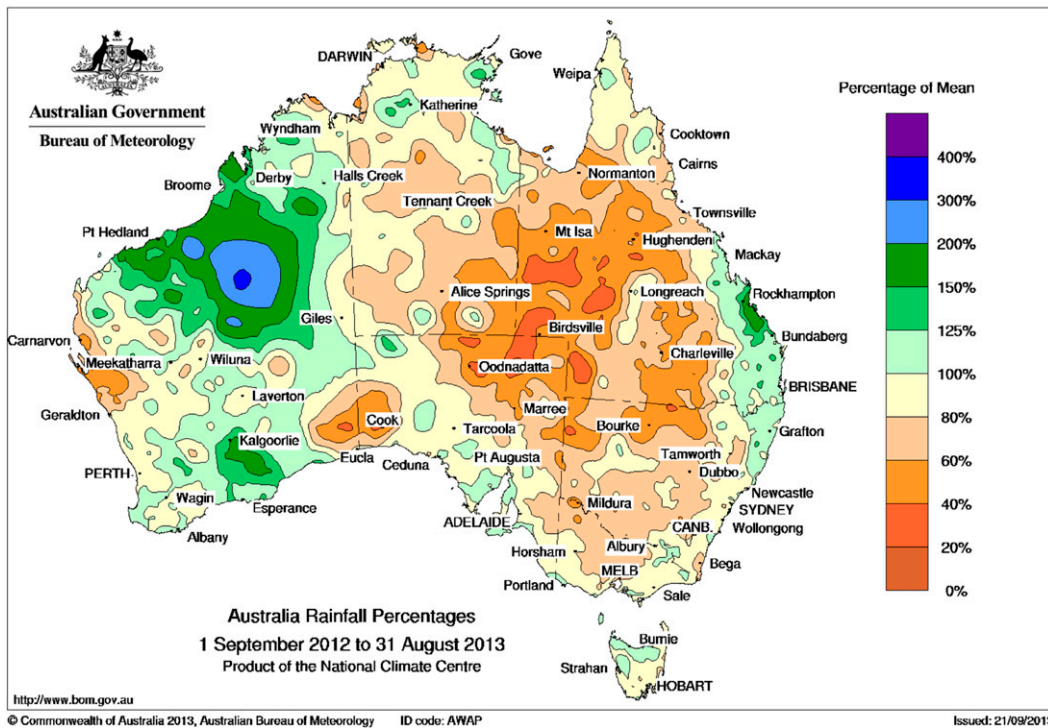 Australian Government
Bureau of Meteorology
DARWIN
Gove
Weipa
Katherine
Wyndham
Cooktown
Cairns
Derby
Halls Creek
Normanton
Broome
Tennant Creek
Townsville
Pt Hedland
Mt Isa
Hughenden
Mackay
Alice Springs
Longreach
Rockhampton
Giles
Birdsville
Bundaberg
Carnarvon
Meekatharra
Wiluna
Oodnadatta
Charleville
BRISBANE
Laverton
Marree
Geraldton
Cook
Tarcoola
Bourke
Grafton
Kalgoorlie
Eucla
Ceduna
Pt Augusta
Tamworth
Dubbo
PERTH
Wagin
Esperance
Albany
ADELAIDE
Mildura
Newcastle
SYDNEY
CANB.
Wollongong
Horsham
Albury
Bega
MELB
Portland
Sale
Burnie
Strahan
HOBART
Percentage of Mean
400%
300%
200%
150%
125%
100%
80%
60%
40%
20%
0%
Australia Rainfall Percentages
1 September 2012 to 31 August 2013
Product of the National Climate Centre
http://www.bom.gov.au
© Commonwealth of Australia 2013, Australian Bureau of Meteorology ID code: AWAP Issued: 21/09/2013